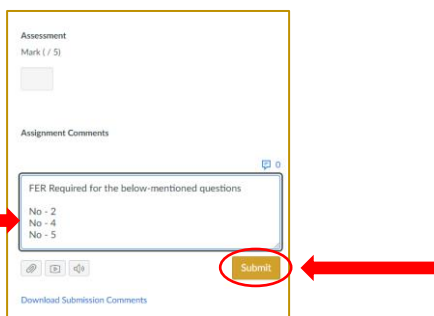 Assessment
Mark ( / 5)
Assignment Comments
0
FER Required for the below-mentioned questions
No - 2
No - 4
No - 5
Submit
Download Submission Comments